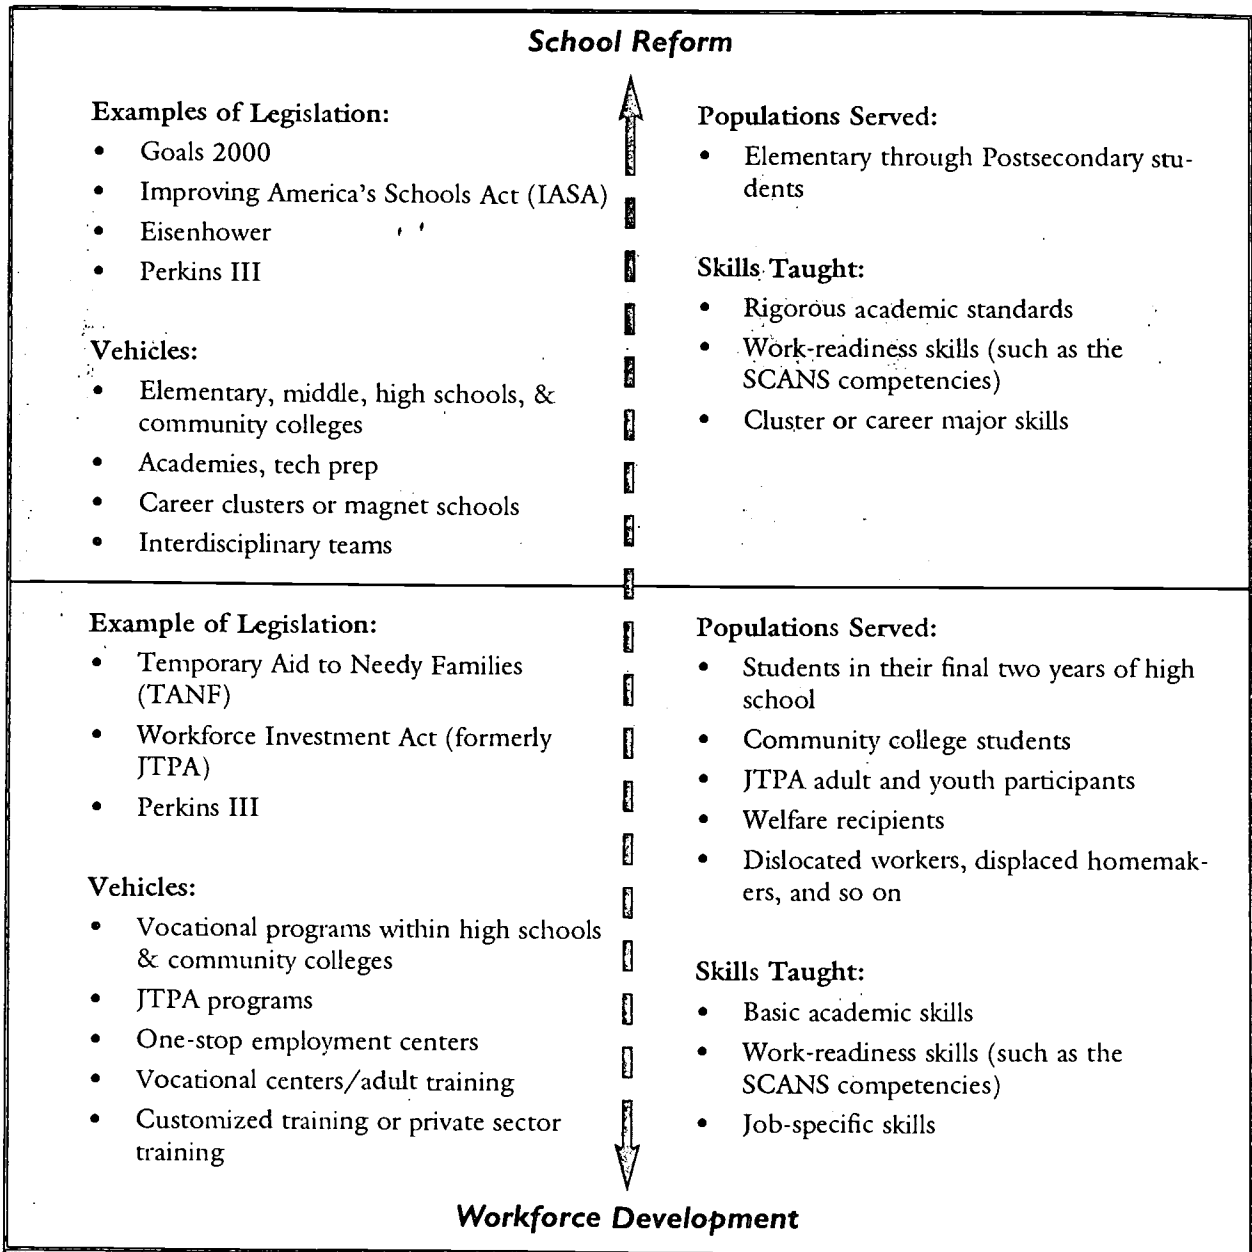 School Reform
Examples of Legislation:
• Goals 2000
• Improving America's Schools Act (IASA)
• Eisenhower
• Perkins III
Vehicles:
• Elementary, middle, high schools, &
community colleges
• Academies, tech prep
• Career clusters or magnet schools
• Interdisciplinary teams
Populations Served:
• Elementary through Postsecondary stu-
dents
Skills Taught:
• Rigorous academic standards
• Work-readiness skills (such as the
SCANS competencies)
• Cluster or career major skills
Example of Legislation:
• Temporary Aid to Needy Families
(TANF)
• Workforce Investment Act (formerly
JTPA)
• Perkins III
Vehicles:
• Vocational programs within high schools
& community colleges
• JTPA programs
• One-stop employment centers
• Vocational centers/adult training
• Customized training or private sector
training
Populations Served:
• Students in their final two years of high
school
• Community college students
• JTPA adult and youth participants
• Welfare recipients
• Dislocated workers, displaced homemak-
ers, and so on
Skills Taught:
• Basic academic skills
• Work-readiness skills (such as the
SCANS competencies)
• Job-specific skills
Workforce Development